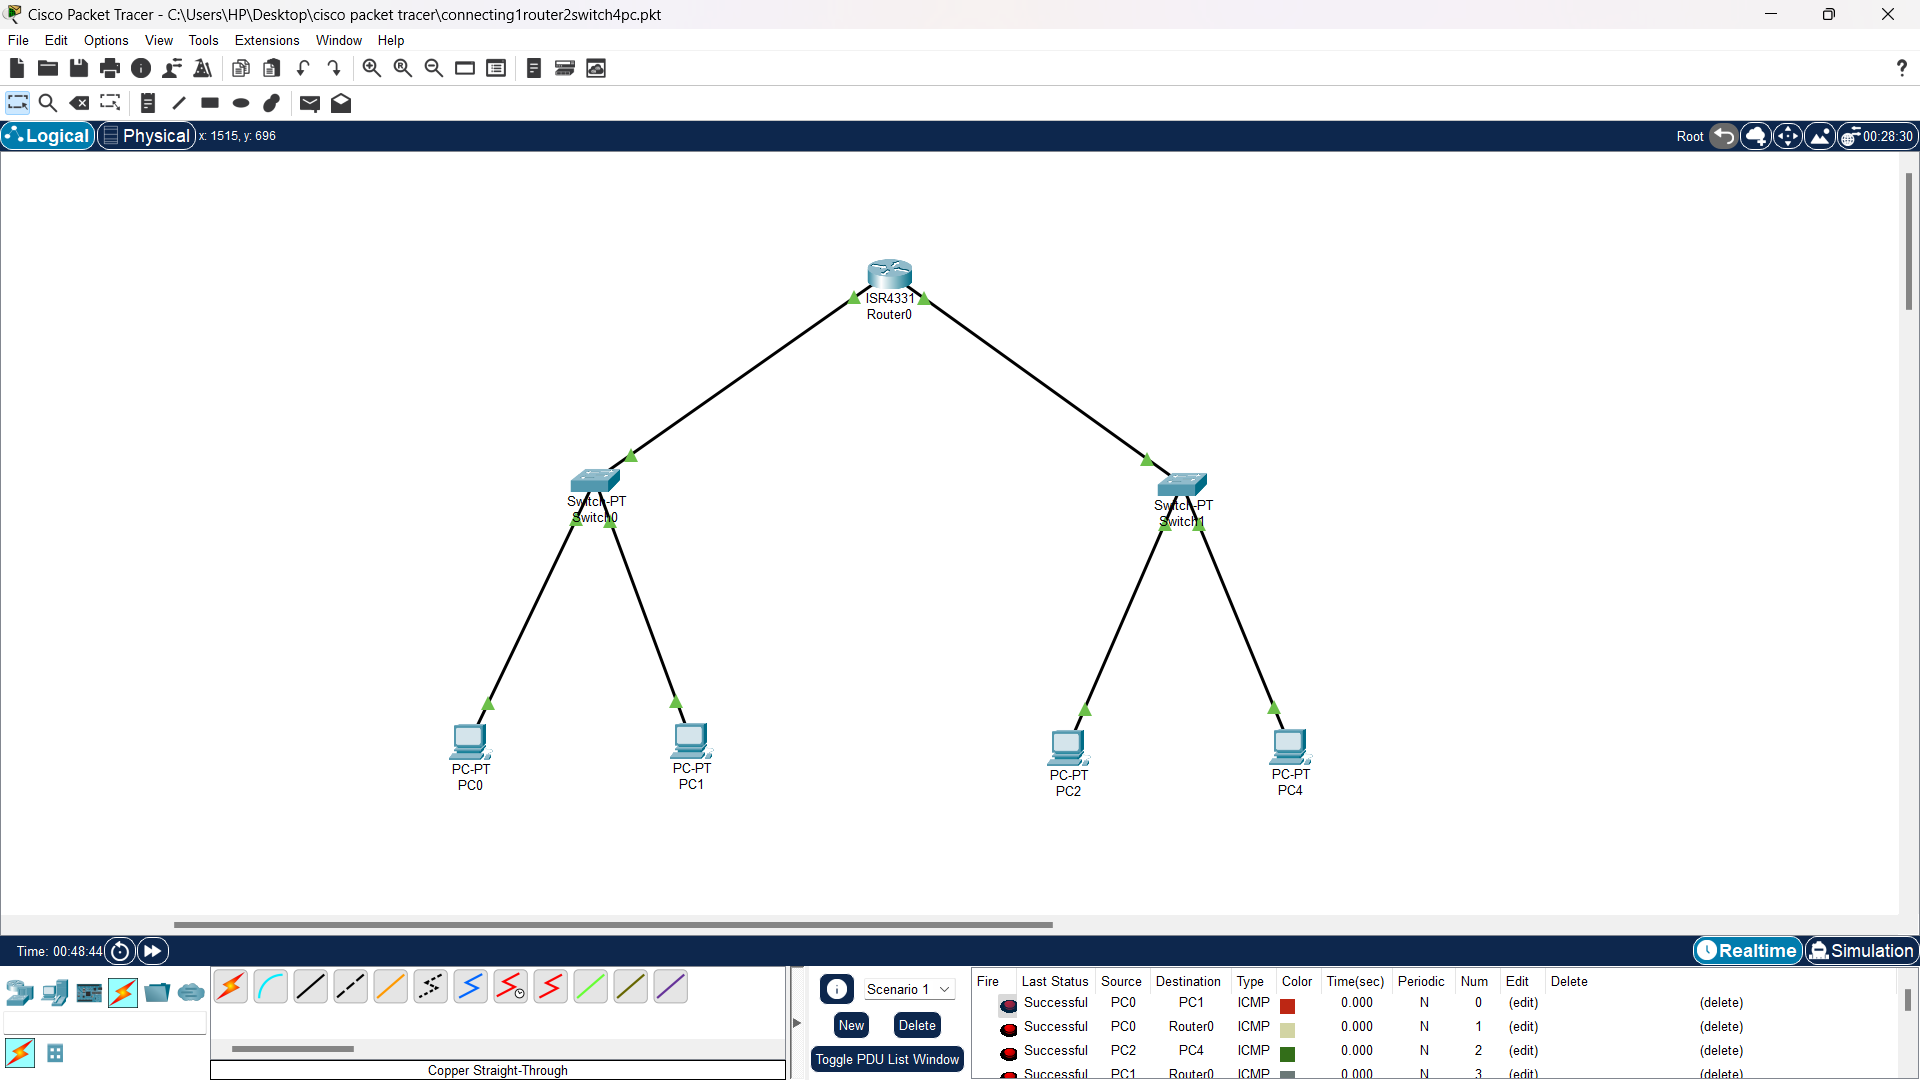 Cisco Packet Tracer - C:\Users\HP\Desktop\cisco packet tracer\connecting1router2switch4pc.pkt
File Edit Options View Tools Extensions Window Help
?
Logical Physical x: 1515, y: 696 Root 00:28:30
ISR4331
Router0
Switch-PT
Switch0
Switch-PT
Switch1
PC-PT
PC0
PC-PT
PC1
PC-PT
PC2
PC-PT
PC4
Time: 00:48:44 Realtime Simulation
Scenario 1
New Delete
Toggle PDU List Window
Fire Last Status Source Destination Type Color Time(sec) Periodic Num Edit Delete
Successful PC0 PC1 ICMP 0.000 N 0 (edit) (delete)
Successful PC0 Router0 ICMP 0.000 N 1 (edit) (delete)
Successful PC2 PC4 ICMP 0.000 N 2 (edit) (delete)
Successful PC1 Router0 ICMP 0.000 N 3 (edit) (delete)
Copper Straight-Through